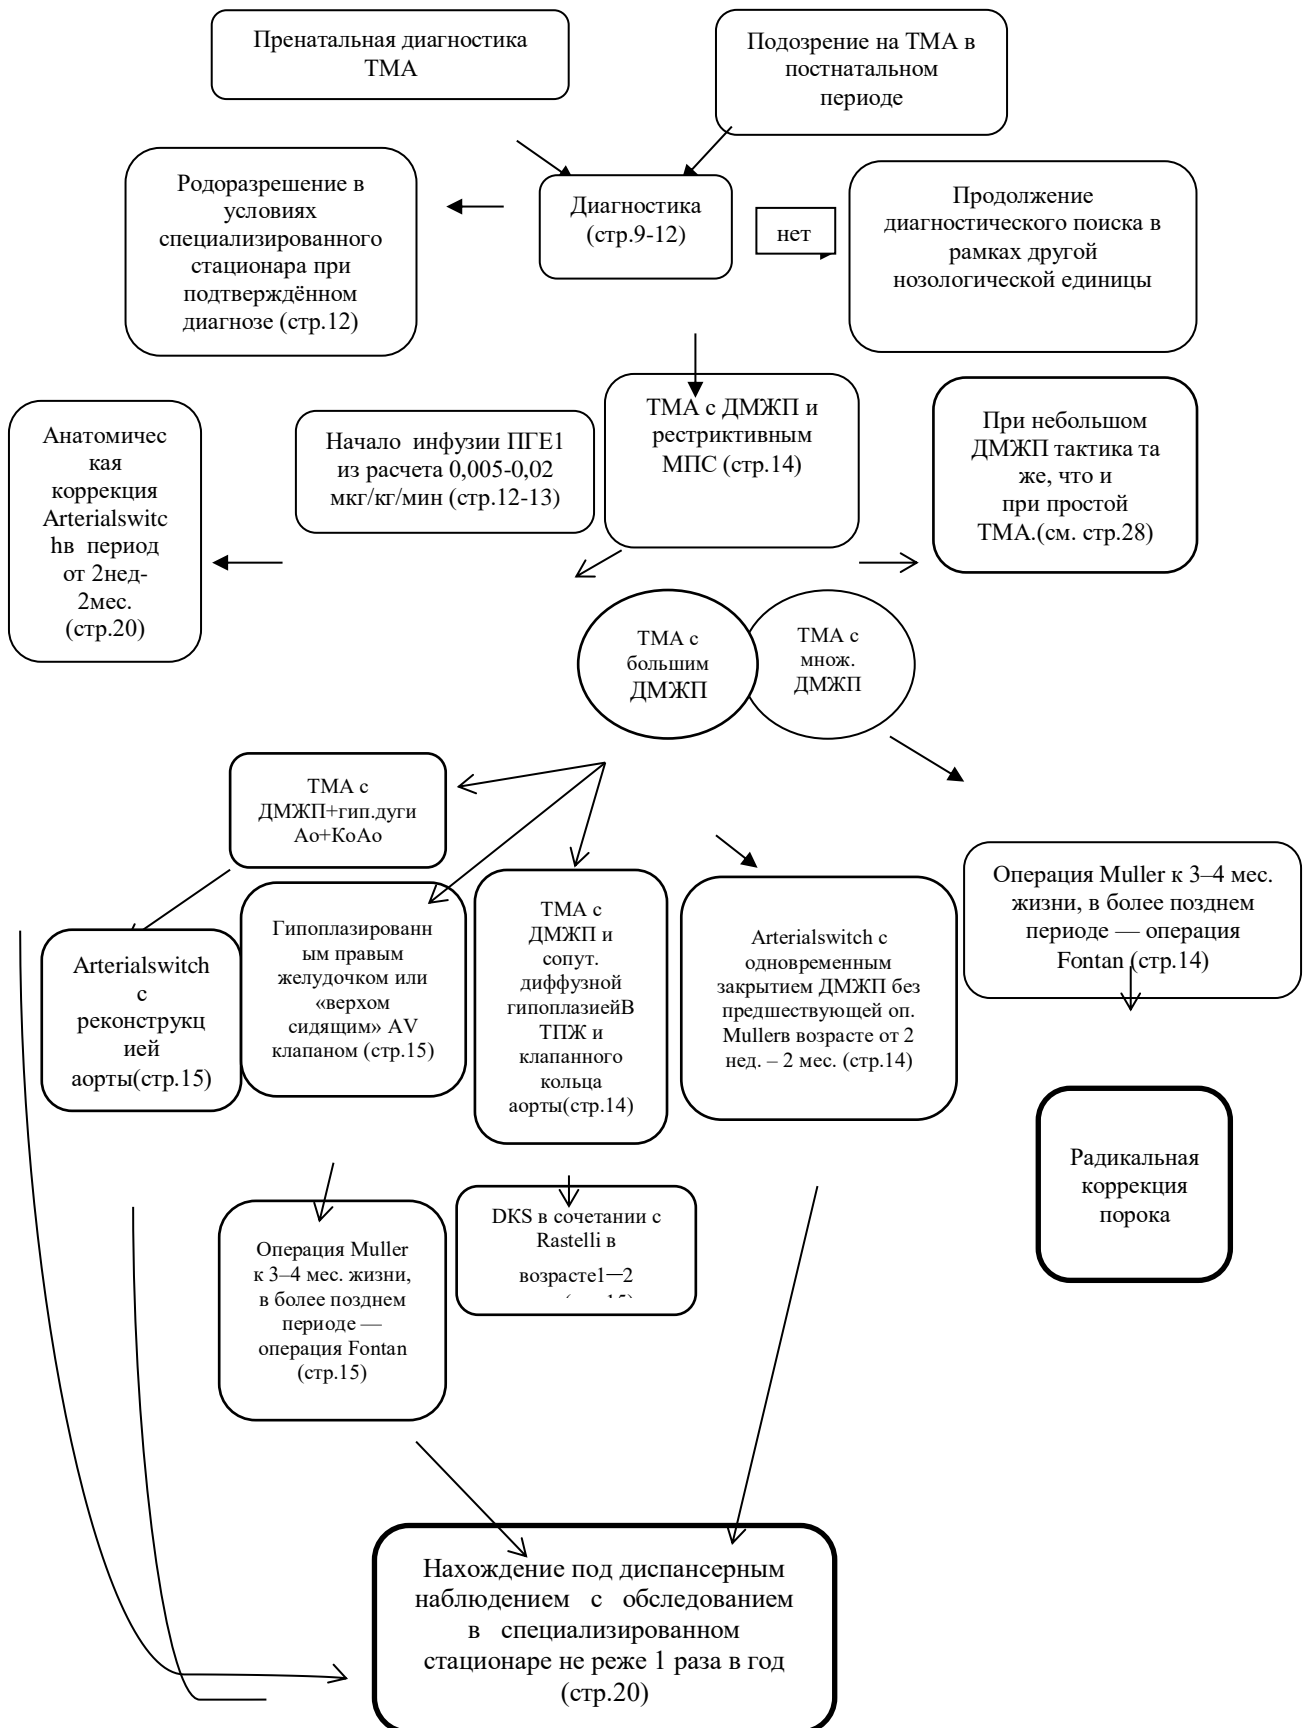 Пренатальная диагностика
ТМА
Подозрение на ТМА в
постнатальном
периоде
Родоразрешение в
условиях
специализированного
стационара при
подтверждённом
диагнозе (стр.12)
Диагностика
(стр.9-12)
нет
Продолжение
диагностического поиска в
рамках другой
нозологической единицы
Анатомичес
кая
коррекция
Arterialswitc
hв период
от 2нед-
2мес.
(стр.20)
Начало инфузии ПГЕ1
из расчета 0,005-0,02
мкг/кг/мин (стр.12-13)
ТМА с ДМЖП и
рестриктивным
МПС (стр.14)
При небольшом
ДМЖП тактика та
же, что и
при простой
ТМА.(см. стр.28)
ТМА с
большим
ДМЖП
ТМА с
множ.
ДМЖП
ТМА с
ДМЖП+гип.дуги
Ао+КоАо
Arterialswitch
с
реконструкц
ией
аорты(стр.15)
Гипоплазированн
ым правым
желудочком или
«верхом
сидящим» AV
клапаном (стр.15)
ТМА с
ДМЖП и
сопут.
диффузной
гипоплазиейВ
ТПЖ и
клапанного
кольца
аорты(стр.14)
Arterialswitch с
одновременным
закрытием ДМЖП без
предшествующей оп.
Mullerв возрасте от 2
нед. – 2 мес. (стр.14)
Операция Muller к 3–4 мес.
жизни, в более позднем
периоде — операция
Fontan (стр.14)
Радикальная
коррекция
порока
Операция Muller
к 3–4 мес. жизни,
в более позднем
периоде —
операция Fontan
(стр.15)
DKS в сочетании с
Rastelli в
возрасте1—2
Нахождение под диспансерным
наблюдением с обследованием
в специализированном
стационаре не реже 1 раза в год
(стр.20)